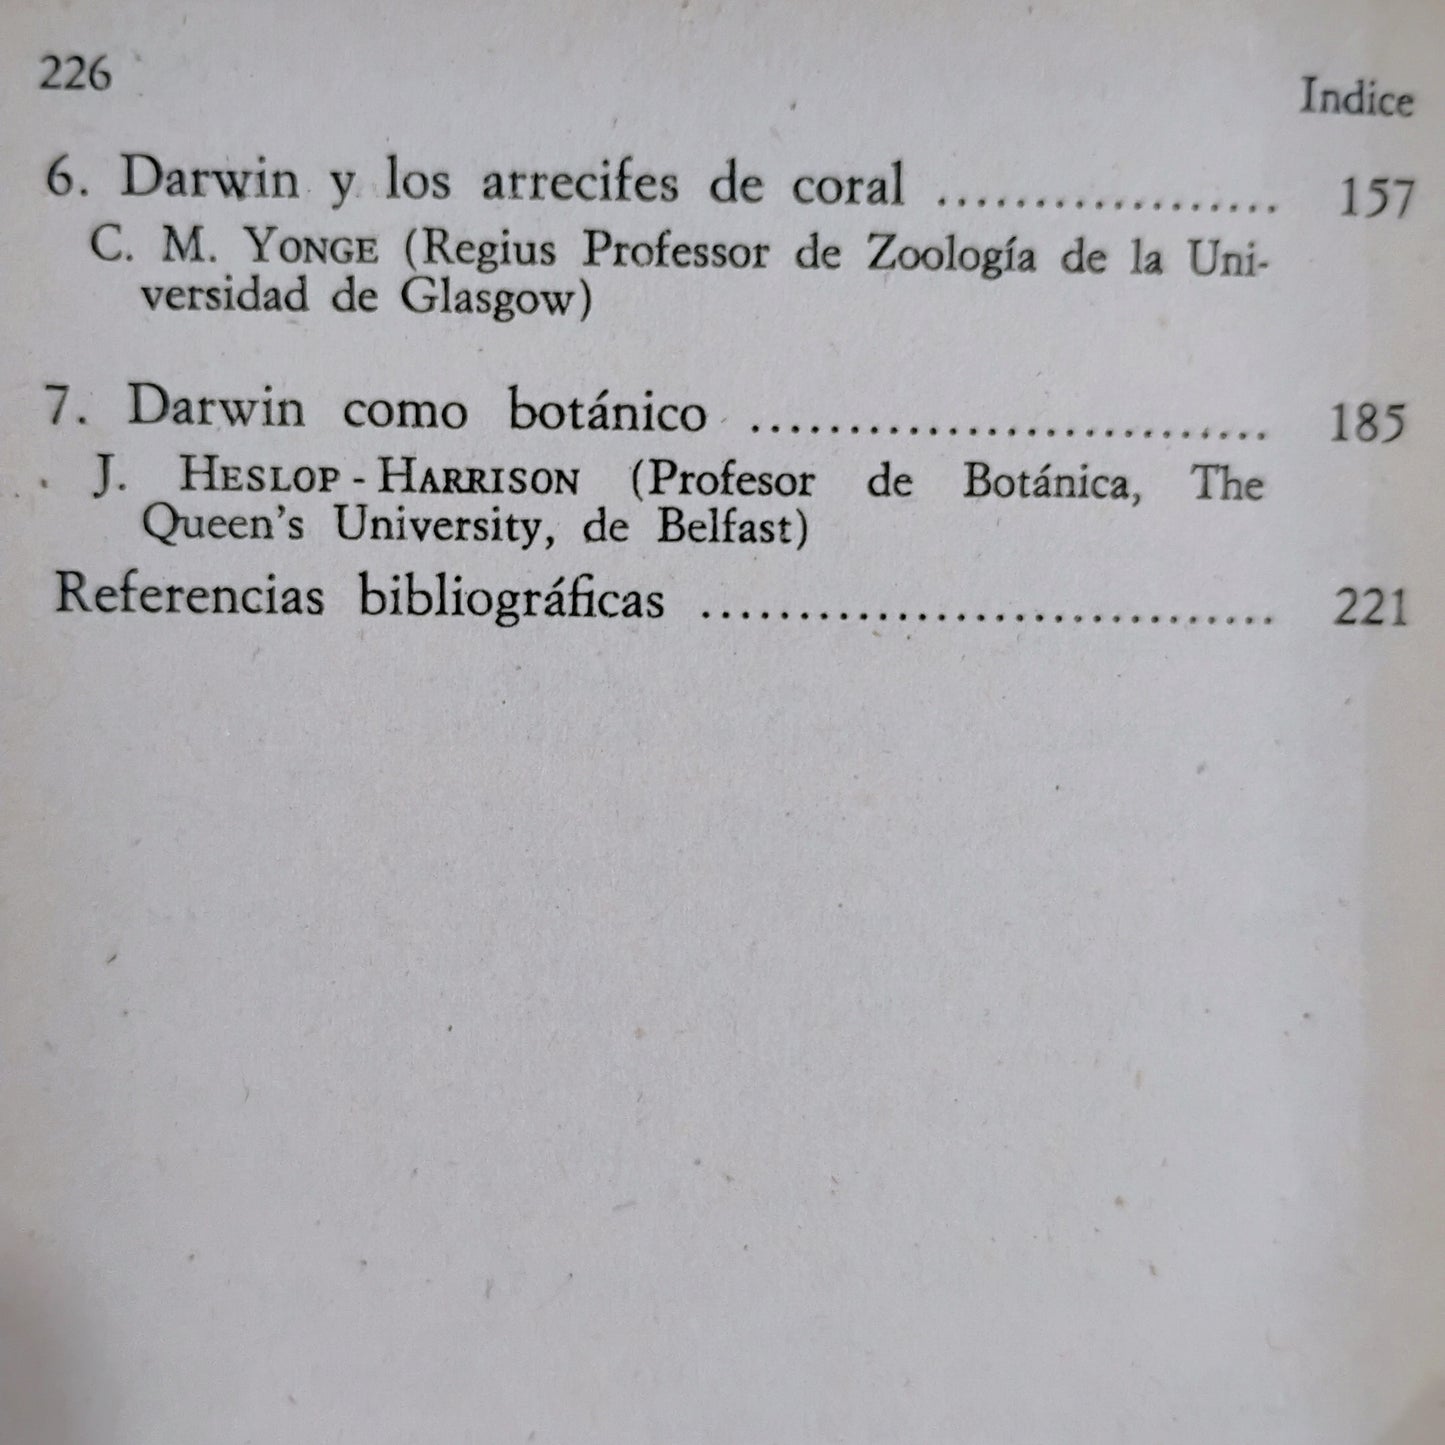 226
Indice
6. Darwin y los arrecifes de coral .................. 157
C. M. YONGE (Regius Professor de Zoología de la Uni-
versidad de Glasgow)
7. Darwin como botánico ........................... 185
J. HESLOP - HARRISON (Profesor de Botánica, The
Queen's University, de Belfast)
Referencias bibliográficas .............................. 221